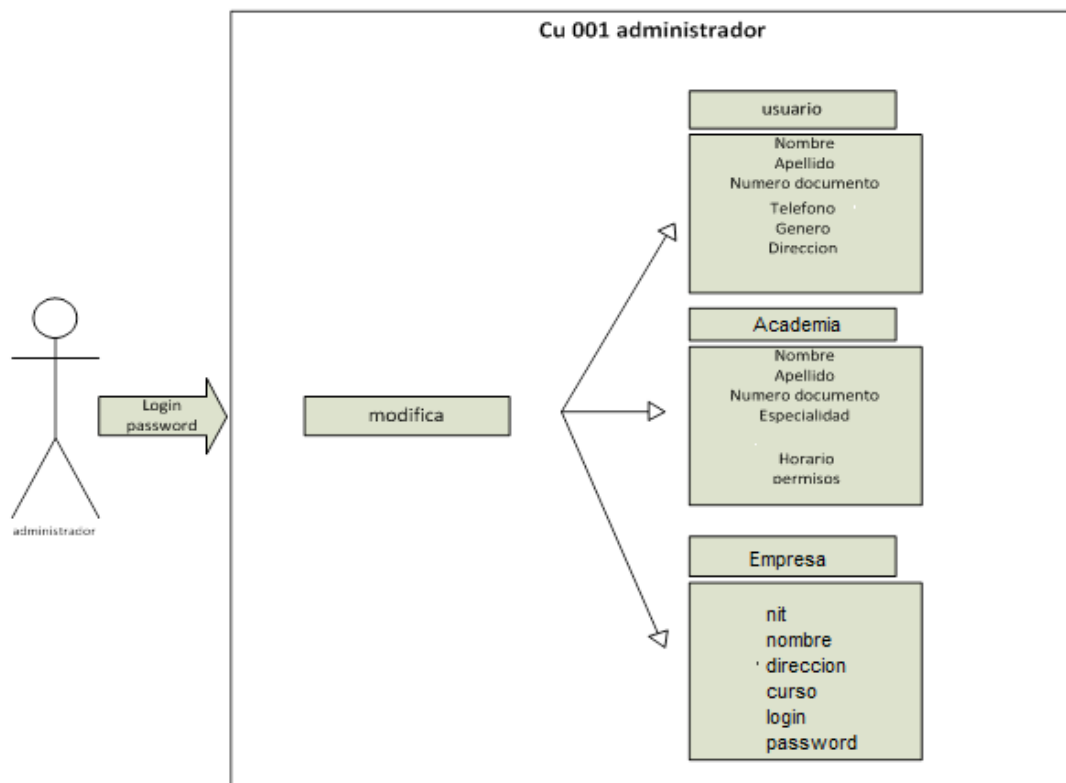 Cu 001 administrador
usuario
Nombre
Apellido
Numero documento
Telefono
Genero
Direccion
Academia
Nombre
Apellido
Numero documento
Especialidad
Horario
permisos
Login
password
modifica
administrador
Empresa
nit
nombre
direccion
curso
login
password